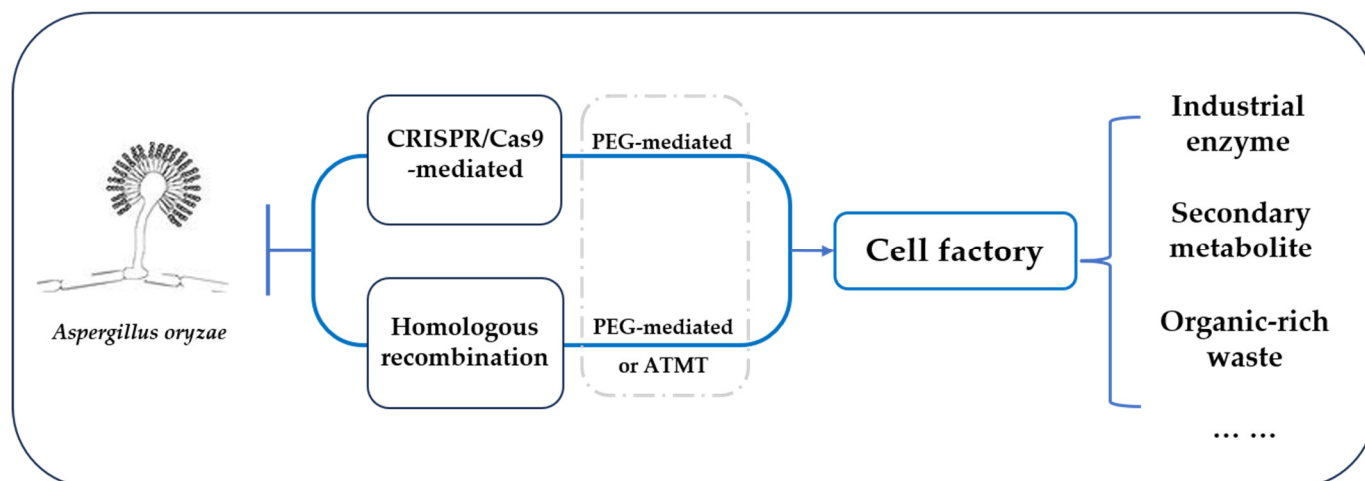 Aspergillus oryzae
CRISPR/Cas9
-mediated
PEG-mediated
Homologous
recombination
PEG-mediated
or ATMT
Cell factory
Industrial
enzyme
Secondary
metabolite
Organic-rich
waste
... ...